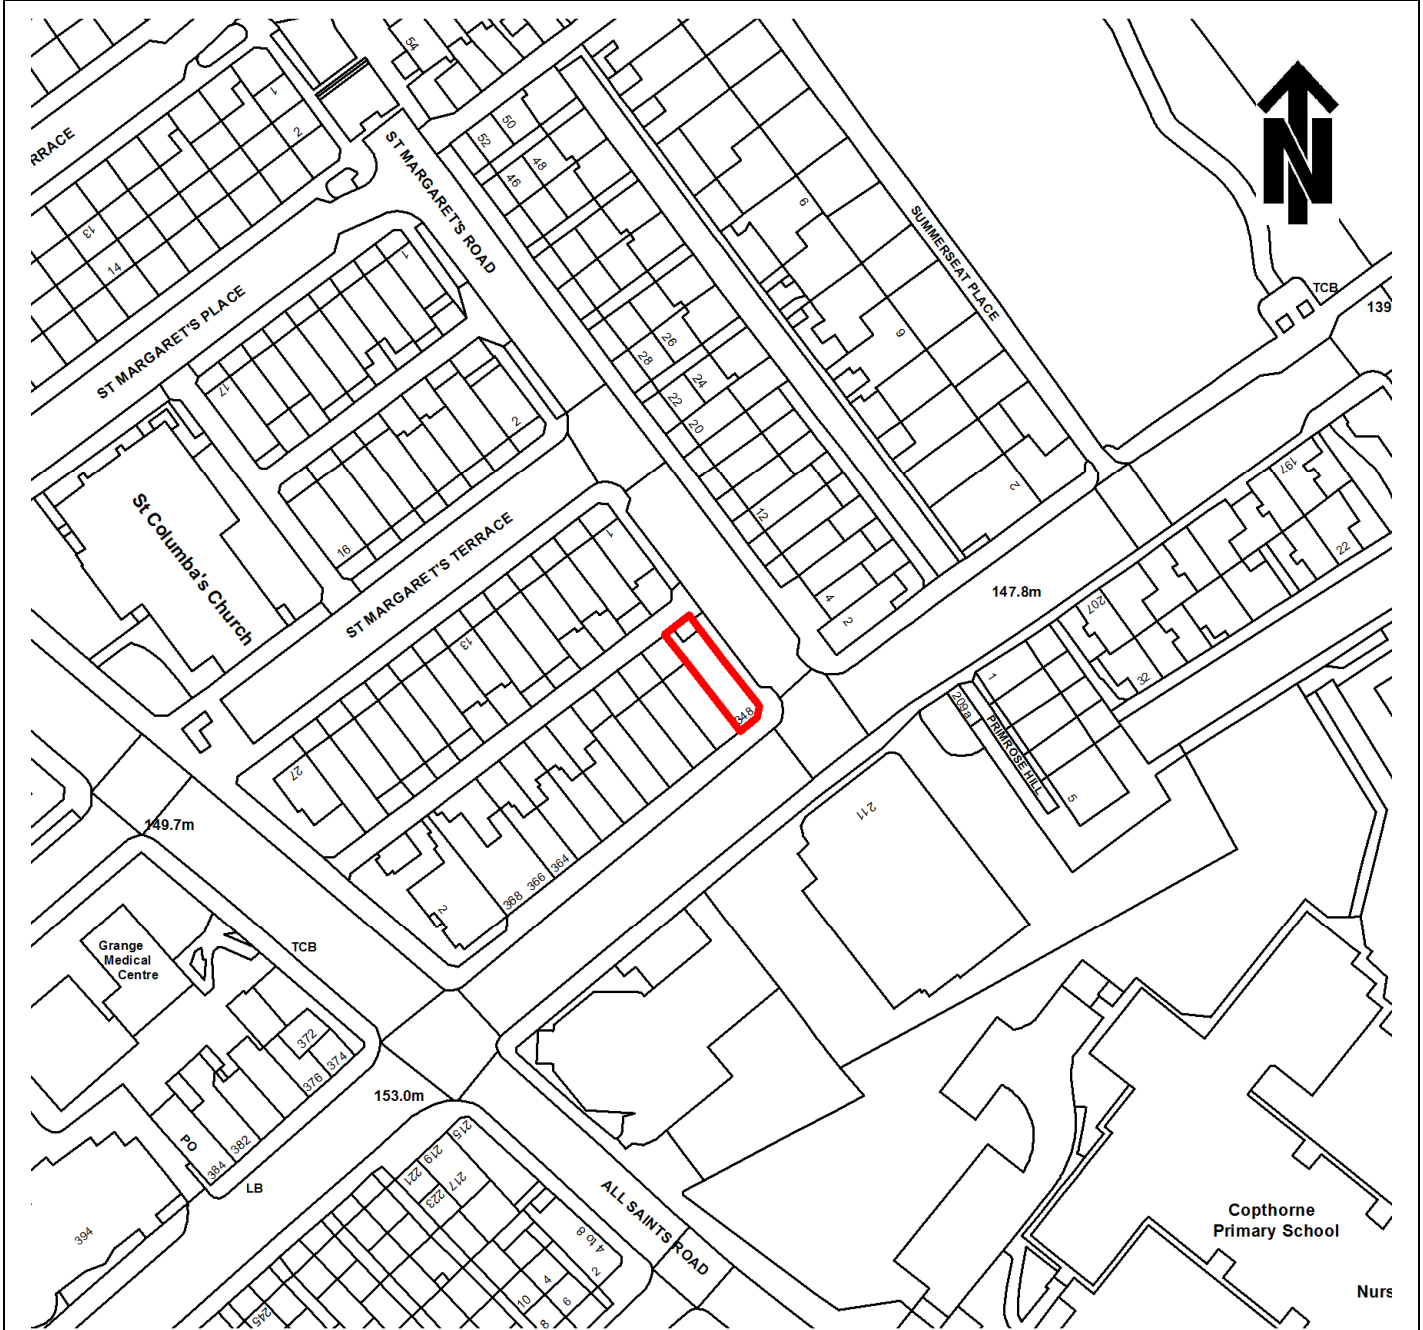 54
1
2
RRACE
13
14
ST MARGARET'S ROAD
52
50
48
46
6
SUMMERSEAT PLACE
N
TCB
139
ST MARGARET'S PLACE
1
17
26
28
24
22
20
9
2
2
16
12
197
22
St Columba's Church
ST MARGARET'S TERRACE
1
13
4
2
147.8m
207
32
1
209a
PRIMROSE HILL
5
348
27
211
149.7m
364
366
368
2
Grange
Medical
Centre
TCB
372
374
376
153.0m
PO
382
384
LB
394
215
219
221
217
223
ALL SAINTS ROAD
4 to 8
2
4
6
10
8
245
Copthorne
Primary School
Nurs